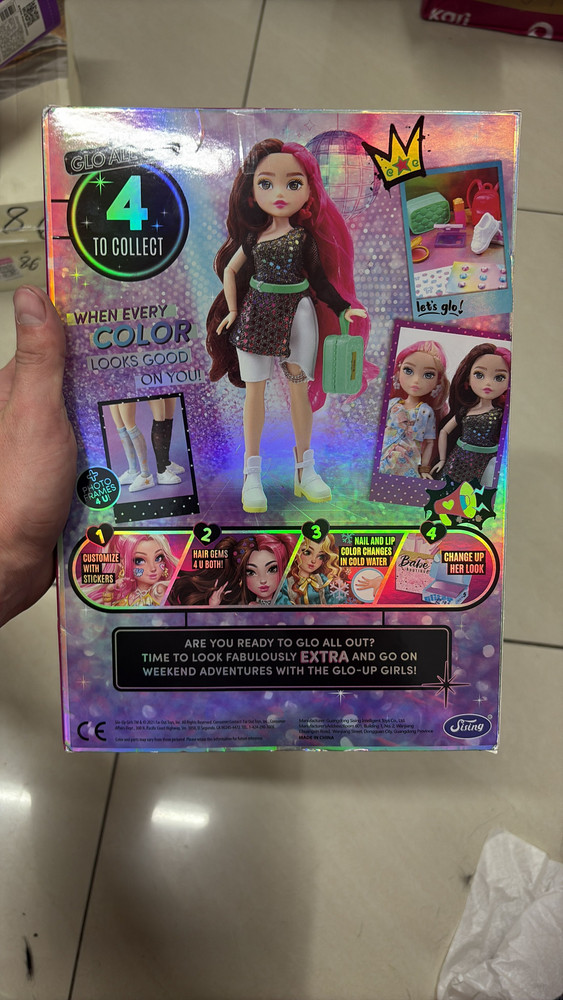 GLO ALL
4
TO COLLECT
WHEN EVERY
COLOR
LOOKS GOOD
ON YOU!
let's glo!
+
PHOTO
FRAMES
4 U!
1
CUSTOMIZE
WITH
STICKERS
2
HAIR GEMS
4 U BOTH!
3
NAIL AND LIP
COLOR CHANGES
IN COLD WATER
4
CHANGE UP
HER LOOK
Babe
ARE YOU READY TO GLO ALL OUT?
TIME TO LOOK FABULOUSLY EXTRA AND GO ON
WEEKEND ADVENTURES WITH THE GLO-UP GIRLS!
CE
MADE IN CHINA
Sising